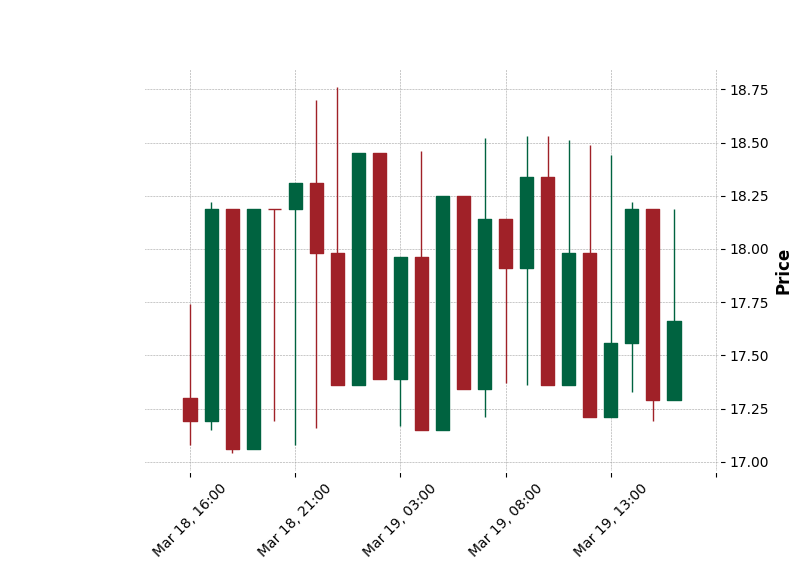 18.75
18.50
18.25
18.00
17.75
17.50
17.25
17.00
Price
Mar 18, 16:00
Mar 18, 21:00
Mar 19, 03:00
Mar 19, 08:00
Mar 19, 13:00